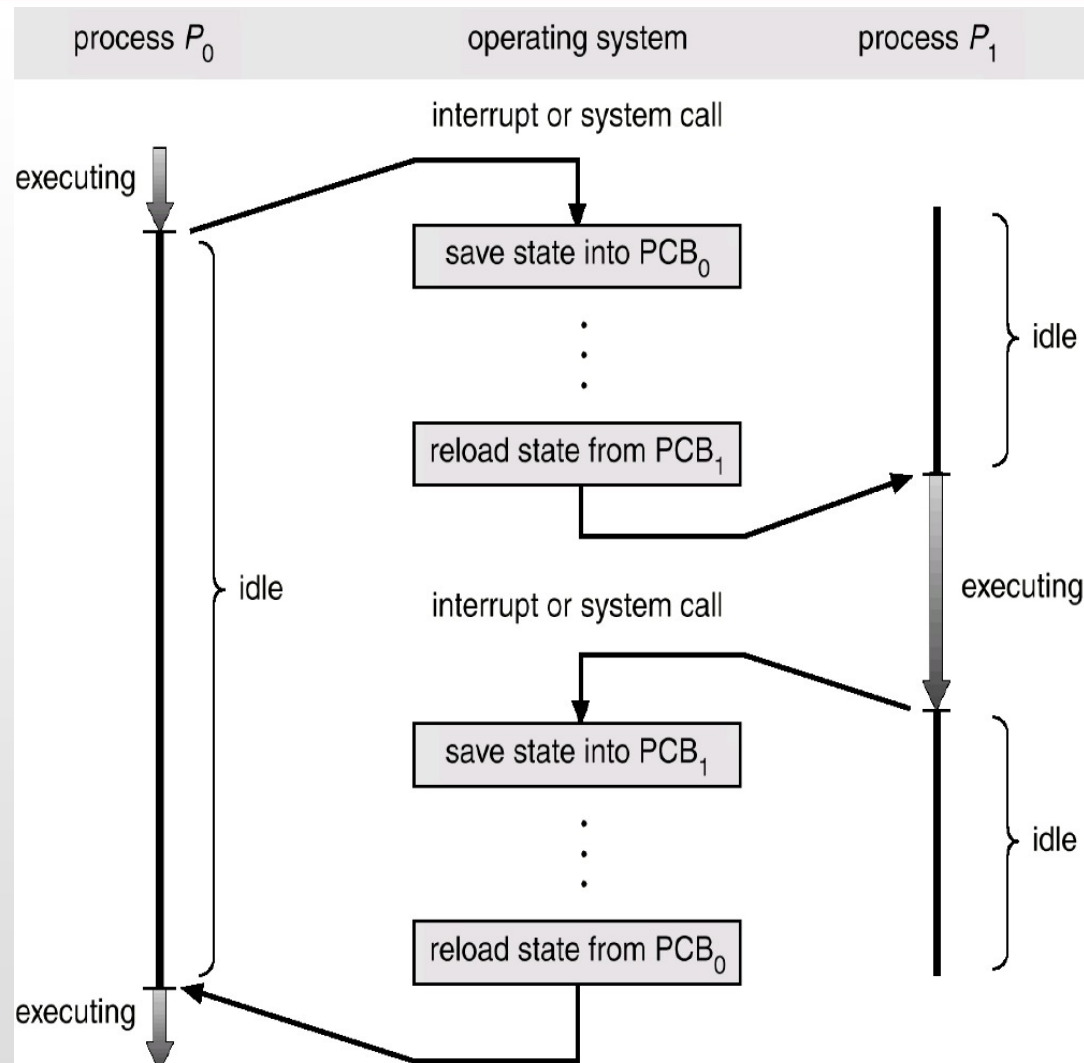 process P₀
operating system
process P₁
interrupt or system call
executing
save state into PCB₀
idle
reload state from PCB₁
idle
executing
interrupt or system call
save state into PCB₁
idle
reload state from PCB₀
executing